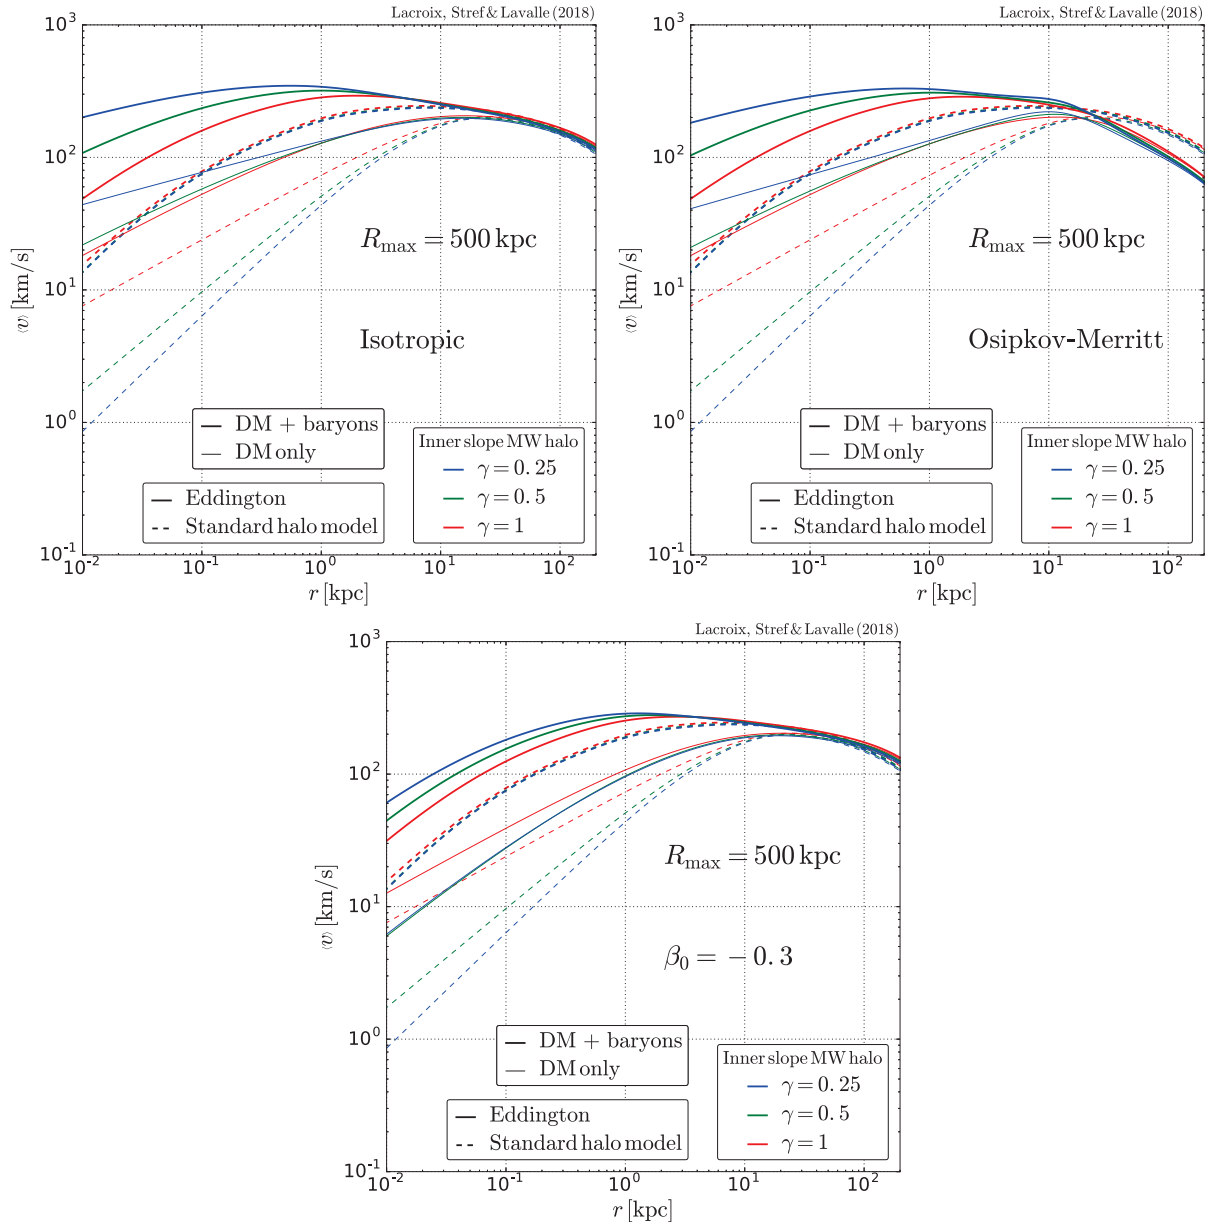 Lacroix, Stref & Lavalle (2018)
10³
10²
10¹
10⁰
10⁻¹
⟨v⟩ [km/s]
R_max = 500 kpc
Isotropic
DM + baryons
DM only
Eddington
Standard halo model
Inner slope MW halo
γ = 0.25
γ = 0.5
γ = 1
10⁻² 10⁻¹ 10⁰ 10¹ 10²
r [kpc]
Lacroix, Stref & Lavalle (2018)
10³
10²
10¹
10⁰
10⁻¹
⟨v⟩ [km/s]
R_max = 500 kpc
Osipkov-Merritt
DM + baryons
DM only
Eddington
Standard halo model
Inner slope MW halo
γ = 0.25
γ = 0.5
γ = 1
10⁻² 10⁻¹ 10⁰ 10¹ 10²
r [kpc]
Lacroix, Stref & Lavalle (2018)
10³
10²
10¹
10⁰
10⁻¹
⟨v⟩ [km/s]
R_max = 500 kpc
β₀ = −0.3
DM + baryons
DM only
Eddington
Standard halo model
Inner slope MW halo
γ = 0.25
γ = 0.5
γ = 1
10⁻² 10⁻¹ 10⁰ 10¹ 10²
r [kpc]